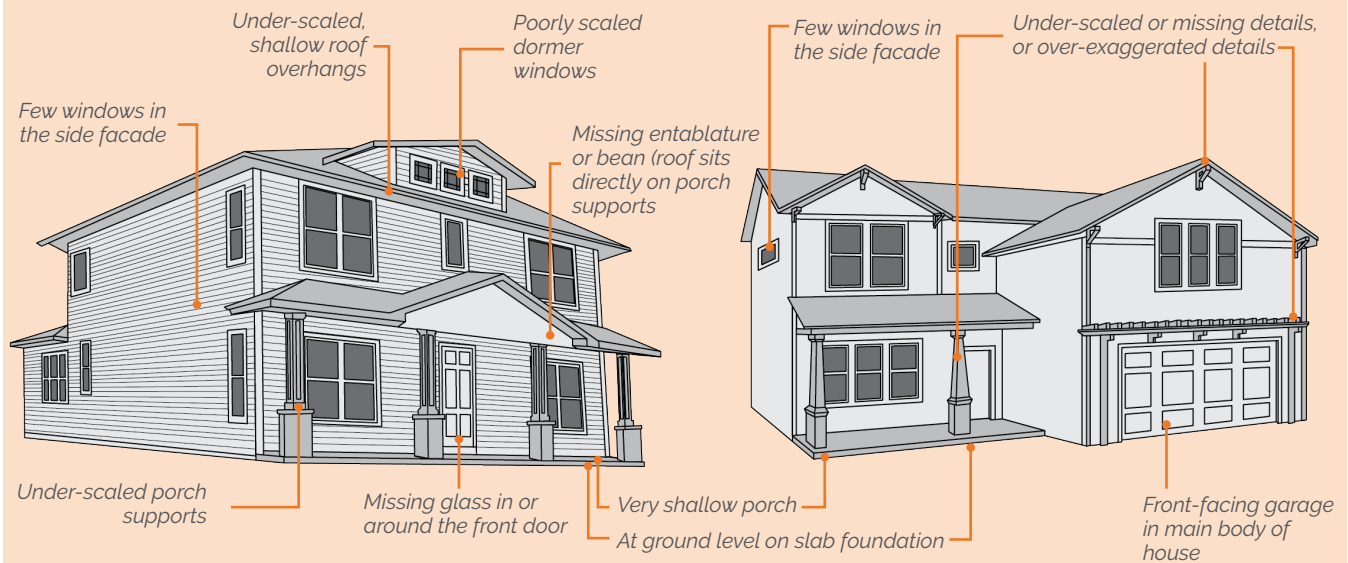 Under-scaled,
shallow roof
overhangs
Poorly scaled
dormer
windows
Few windows in
the side facade
Under-scaled or missing details,
or over-exaggerated details
Few windows in
the side facade
Missing entablature
or bean (roof sits
directly on porch
supports
Under-scaled porch
supports
Missing glass in or
around the front door
Very shallow porch
At ground level on slab foundation
Front-facing garage
in main body of
house